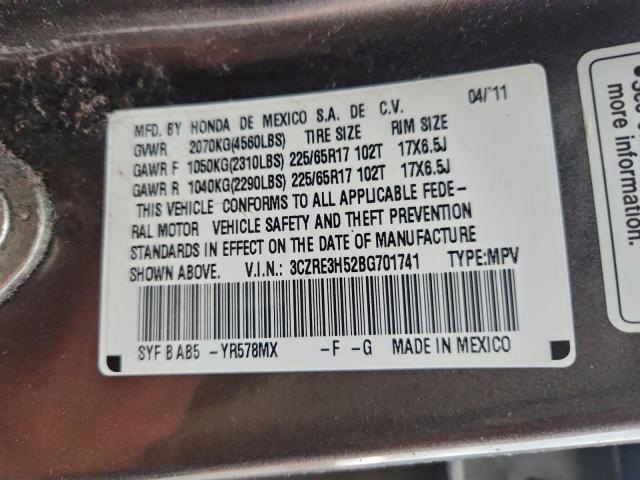 MFD. BY HONDA DE MEXICO S.A. DE C.V. 04/'11
GVWR 2070KG(4560LBS) TIRE SIZE RIM SIZE
GAWR F 1050KG(2310LBS) 225/65R17 102T 17X6.5J
GAWR R 1040KG(2290LBS) 225/65R17 102T 17X6.5J
THIS VEHICLE CONFORMS TO ALL APPLICABLE FEDE-
RAL MOTOR VEHICLE SAFETY AND THEFT PREVENTION
STANDARDS IN EFFECT ON THE DATE OF MANUFACTURE
SHOWN ABOVE. V.I.N.: 3CZRE3H52BG701741 TYPE:MPV
SYF B AB5 -YR578MX -F -G MADE IN MEXICO
more information.